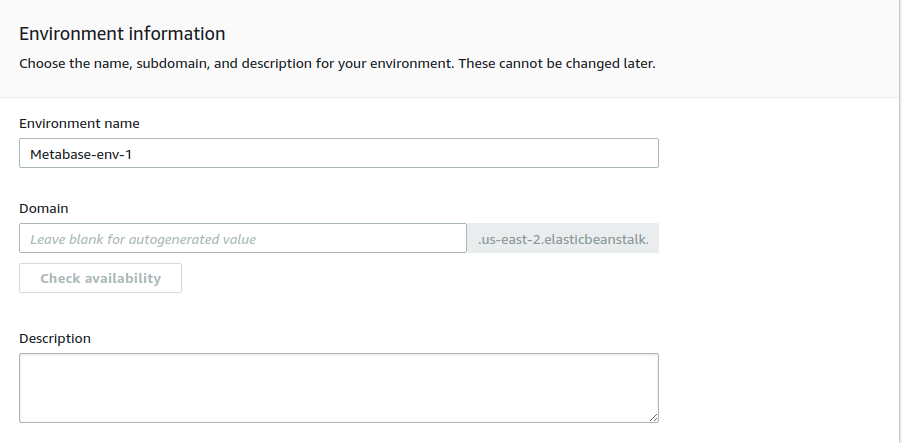 Environment information
Choose the name, subdomain, and description for your environment. These cannot be changed later.
Environment name
Metabase-env-1
Domain
Leave blank for autogenerated value .us-east-2.elasticbeanstalk.
Check availability
Description